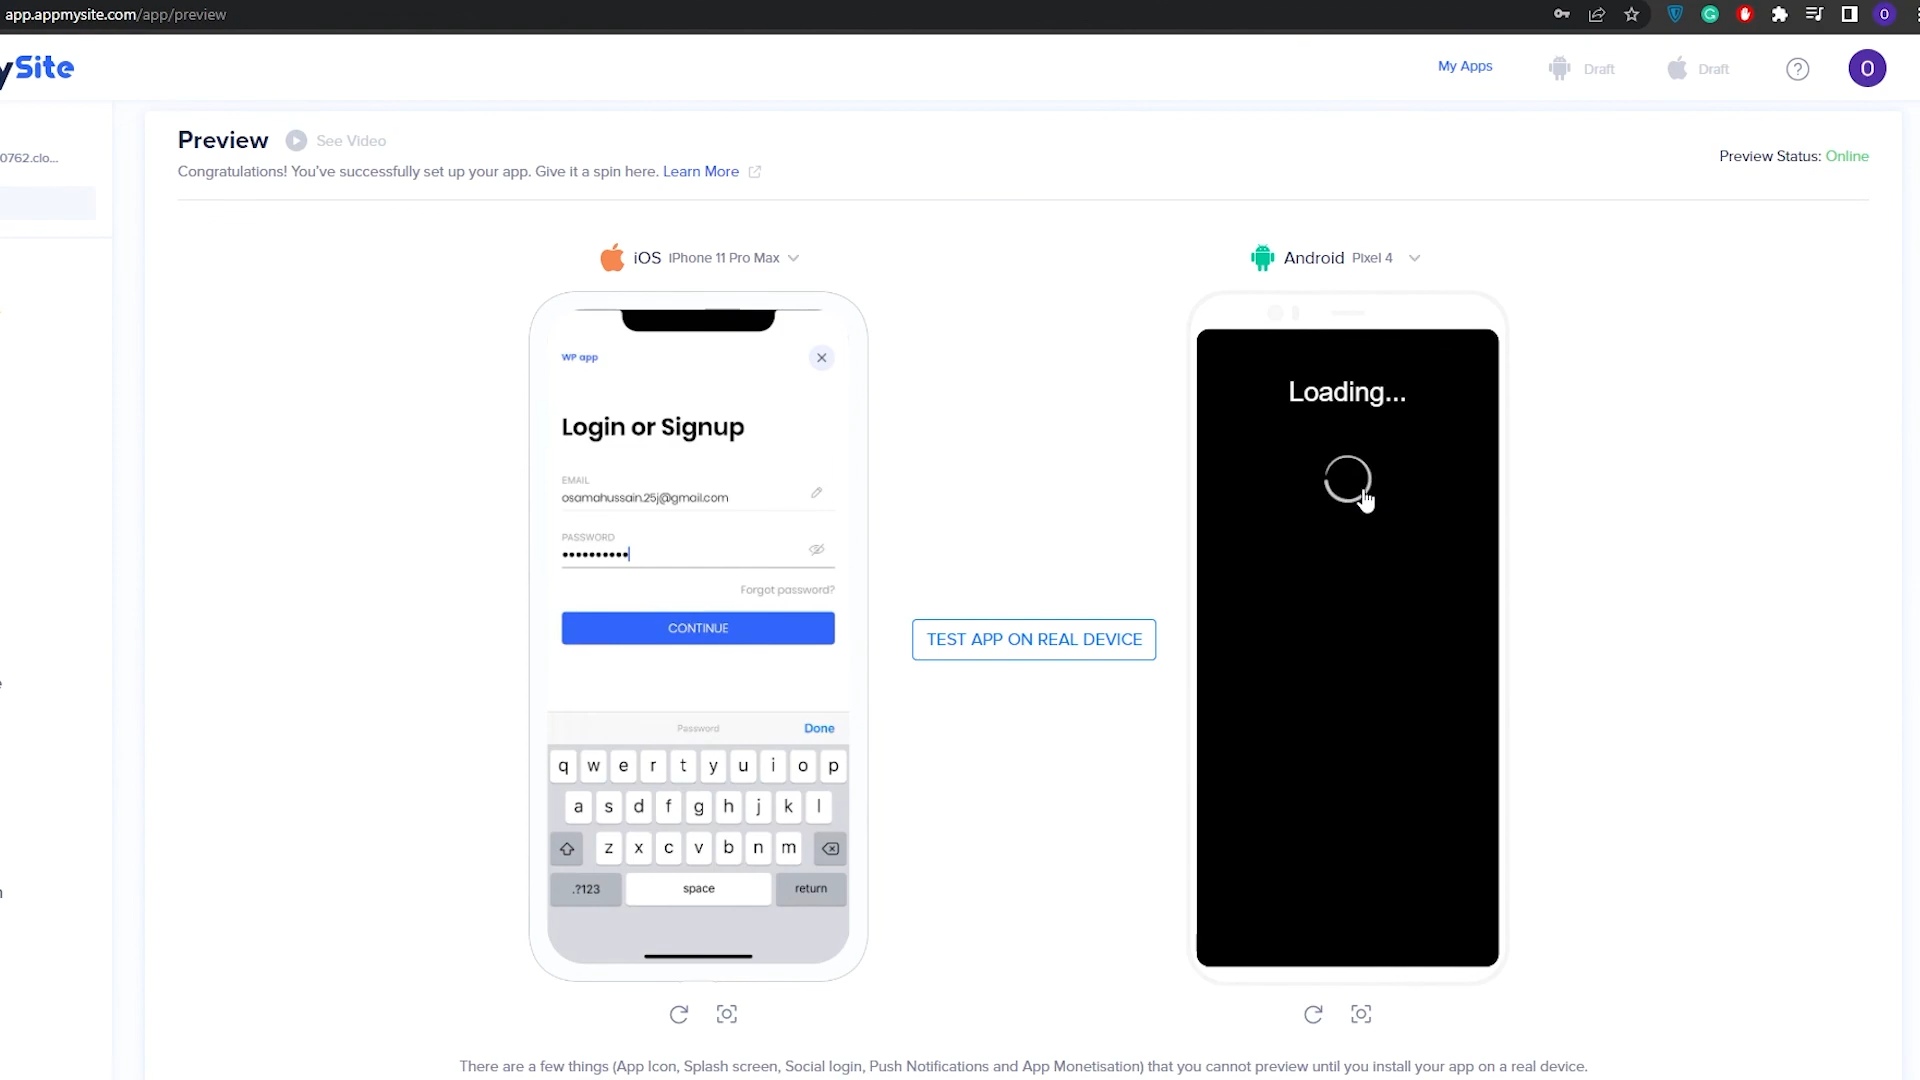 app.appmysite.com/app/preview
O
ySite
My Apps
Draft
Draft
?
O
0762.clo...
Preview
See Video
Congratulations! You've successfully set up your app. Give it a spin here. Learn More
Preview Status: Online
iOS IPhone 11 Pro Max
Android Pixel 4
WP app
Login or Signup
EMAIL
osamahussain.25j@gmail.com
PASSWORD
••••••••••
Forgot password?
CONTINUE
Password
Done
q w e r t y u i o p
a s d f g h j k l
z x c v b n m
.?123 space return
TEST APP ON REAL DEVICE
Loading...
There are a few things (App Icon, Splash screen, Social login, Push Notifications and App Monetisation) that you cannot preview until you install your app on a real device.